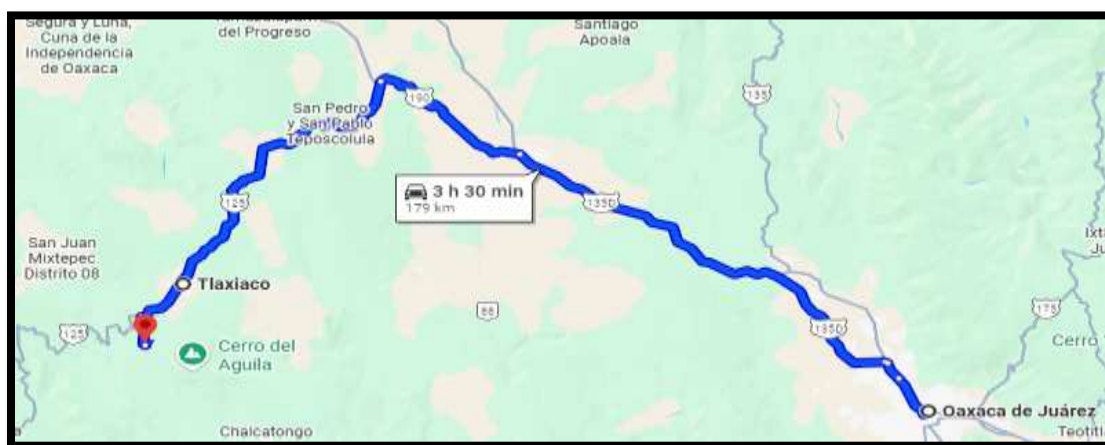 Segura y Luna,
Cuna de la
Independencia
de Oaxaca
del Progreso
Santiago
Apoala
190
135
San Pedro
y San Pablo
Teposcolula
3 h 30 min
179 km
125
135D
San Juan
Mixtepec
Distrito 08
Tlaxiaco
125
88
175
135D
Cerro del
Aguila
Cerro
Oaxaca de Juárez
Chalcatongo